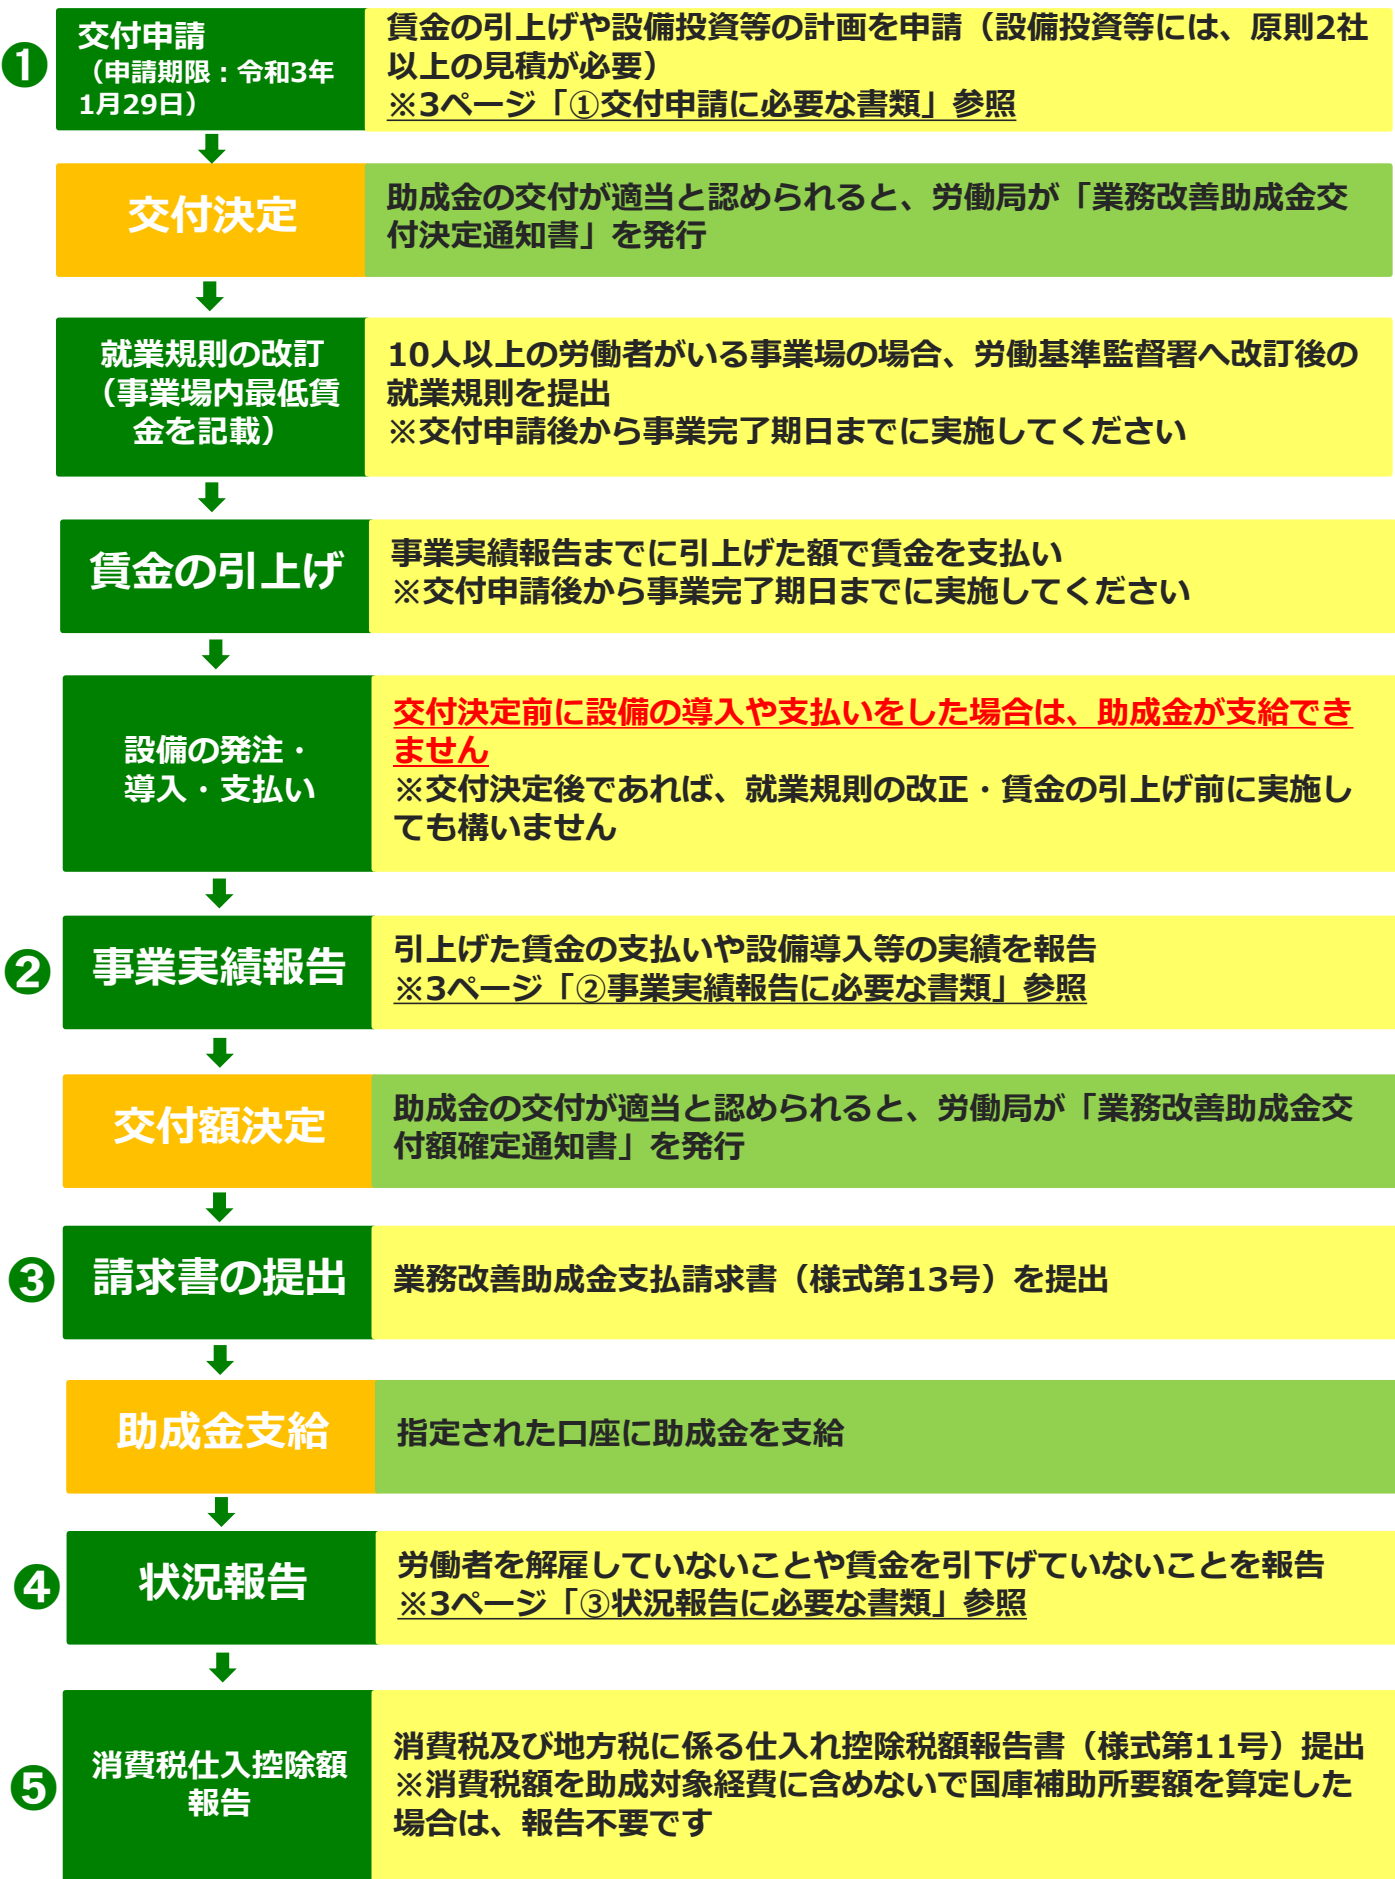 ❶
交付申請
（申請期限：令和3年
1月29日）
賃金の引上げや設備投資等の計画を申請（設備投資等には、原則2社
以上の見積が必要）
※3ページ「①交付申請に必要な書類」参照
交付決定
助成金の交付が適当と認められると、労働局が「業務改善助成金交
付決定通知書」を発行
就業規則の改訂
（事業場内最低賃
金を記載）
10人以上の労働者がいる事業場の場合、労働基準監督署へ改訂後の
就業規則を提出
※交付申請後から事業完了期日までに実施してください
賃金の引上げ
事業実績報告までに引上げた額で賃金を支払い
※交付申請後から事業完了期日までに実施してください
設備の発注・
導入・支払い
交付決定前に設備の導入や支払いをした場合は、助成金が支給でき
ません
※交付決定後であれば、就業規則の改正・賃金の引上げ前に実施し
ても構いません
❷
事業実績報告
引上げた賃金の支払いや設備導入等の実績を報告
※3ページ「②事業実績報告に必要な書類」参照
交付額決定
助成金の交付が適当と認められると、労働局が「業務改善助成金交
付額確定通知書」を発行
❸
請求書の提出
業務改善助成金支払請求書（様式第13号）を提出
助成金支給
指定された口座に助成金を支給
❹
状況報告
労働者を解雇していないことや賃金を引下げていないことを報告
※3ページ「③状況報告に必要な書類」参照
❺
消費税仕入控除額
報告
消費税及び地方税に係る仕入れ控除税額報告書（様式第11号）提出
※消費税額を助成対象経費に含めないで国庫補助所要額を算定した
場合は、報告不要です